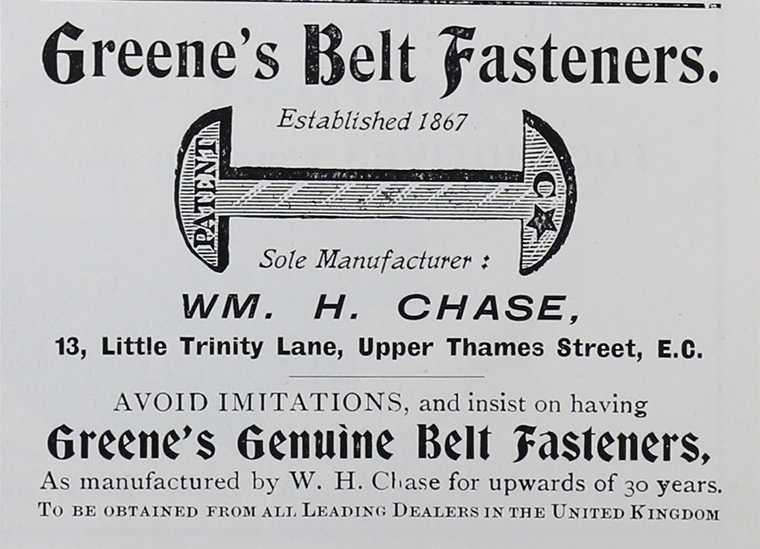 Greene's Belt Fasteners.
Established 1867
PATENT
C★
Sole Manufacturer :
WM. H. CHASE,
13, Little Trinity Lane, Upper Thames Street, E.C.
AVOID IMITATIONS, and insist on having
Greene's Genuine Belt Fasteners,
As manufactured by W. H. Chase for upwards of 30 years.
TO BE OBTAINED FROM ALL LEADING DEALERS IN THE UNITED KINGDOM